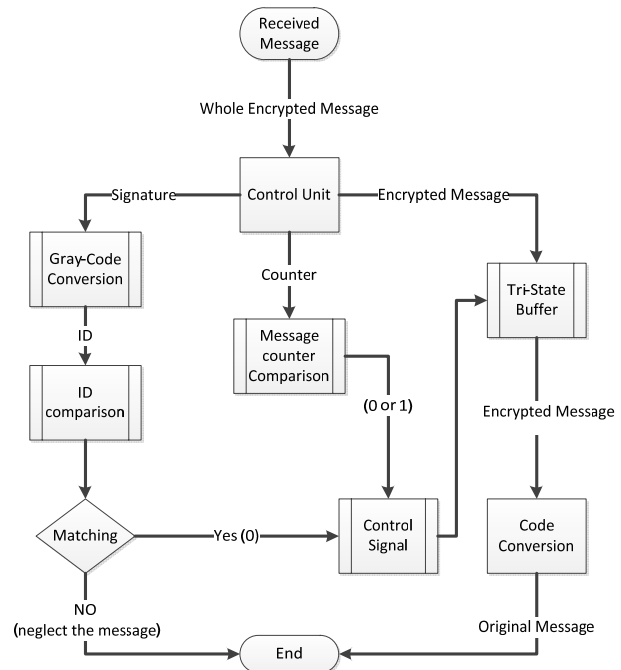 Received
Message
Whole Encrypted Message
Signature
Control Unit
Encrypted Message
Gray-Code
Conversion
Counter
Tri-State
Buffer
ID
Message
counter
Comparison
ID
comparison
(0 or 1)
Encrypted Message
Matching
Yes (0)
Control
Signal
Code
Conversion
NO
(neglect the message)
Original Message
End